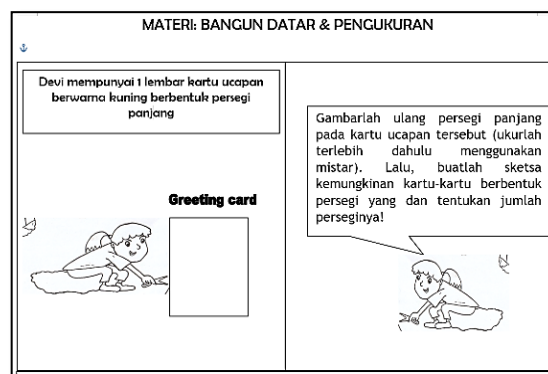 MATERI: BANGUN DATAR & PENGUKURAN
Devi mempunyai 1 lembar kartu ucapan
berwarna kuning berbentuk persegi
panjang
Greeting card
Gambarlah ulang persegi panjang
pada kartu ucapan tersebut (ukurlah
terlebih dahulu menggunakan
mistar). Lalu, buatlah sketsa
kemungkinan kartu-kartu berbentuk
persegi yang dan tentukan jumlah
perseginya!